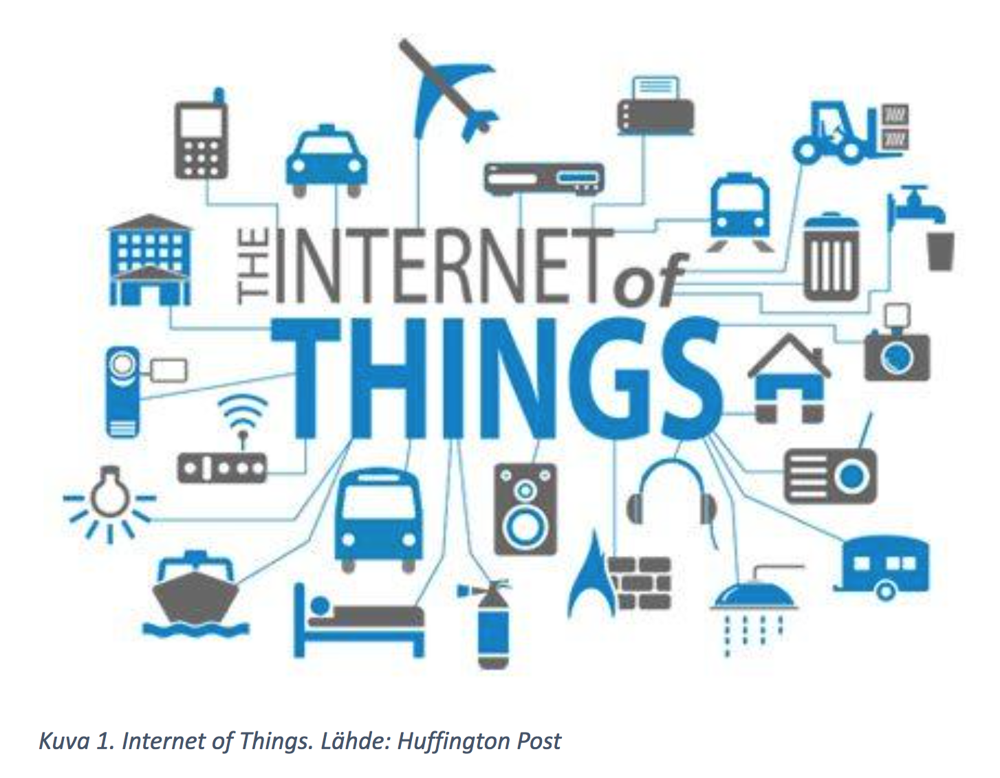 THE INTERNET of
THINGS
Kuva 1. Internet of Things. Lähde: Huffington Post